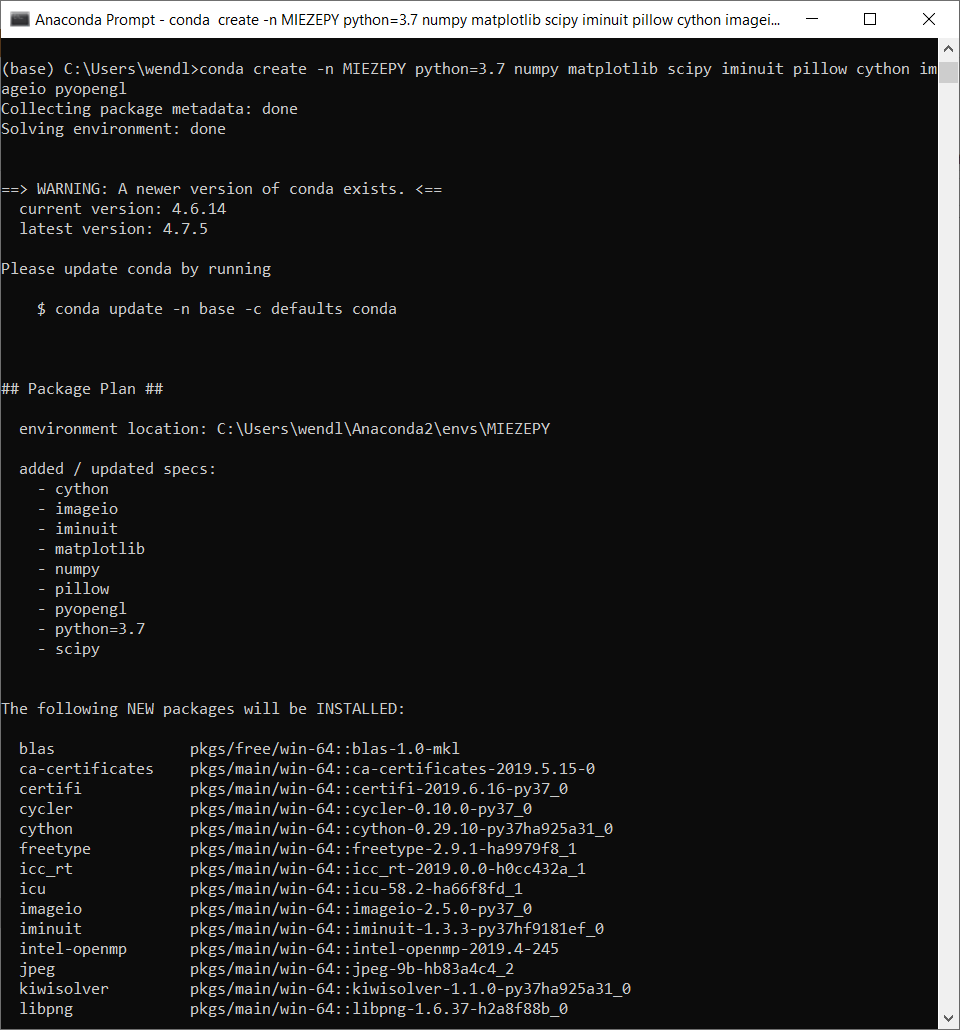 Anaconda Prompt - conda  create -n MIEZEPY python=3.7 numpy matplotlib scipy iminuit pillow cython imagei...
(base) C:\Users\wendl>conda create -n MIEZEPY python=3.7 numpy matplotlib scipy iminuit pillow cython im
ageio pyopengl
Collecting package metadata: done
Solving environment: done
==> WARNING: A newer version of conda exists. <==
  current version: 4.6.14
  latest version: 4.7.5
Please update conda by running
    $ conda update -n base -c defaults conda
## Package Plan ##
  environment location: C:\Users\wendl\Anaconda2\envs\MIEZEPY
  added / updated specs:
    - cython
    - imageio
    - iminuit
    - matplotlib
    - numpy
    - pillow
    - pyopengl
    - python=3.7
    - scipy
The following NEW packages will be INSTALLED:
  blas               pkgs/free/win-64::blas-1.0-mkl
  ca-certificates    pkgs/main/win-64::ca-certificates-2019.5.15-0
  certifi            pkgs/main/win-64::certifi-2019.6.16-py37_0
  cycler             pkgs/main/win-64::cycler-0.10.0-py37_0
  cython             pkgs/main/win-64::cython-0.29.10-py37ha925a31_0
  freetype           pkgs/main/win-64::freetype-2.9.1-ha9979f8_1
  icc_rt             pkgs/main/win-64::icc_rt-2019.0.0-h0cc432a_1
  icu                pkgs/main/win-64::icu-58.2-ha66f8fd_1
  imageio            pkgs/main/win-64::imageio-2.5.0-py37_0
  iminuit            pkgs/main/win-64::iminuit-1.3.3-py37hf9181ef_0
  intel-openmp       pkgs/main/win-64::intel-openmp-2019.4-245
  jpeg               pkgs/main/win-64::jpeg-9b-hb83a4c4_2
  kiwisolver         pkgs/main/win-64::kiwisolver-1.1.0-py37ha925a31_0
  libpng             pkgs/main/win-64::libpng-1.6.37-h2a8f88b_0